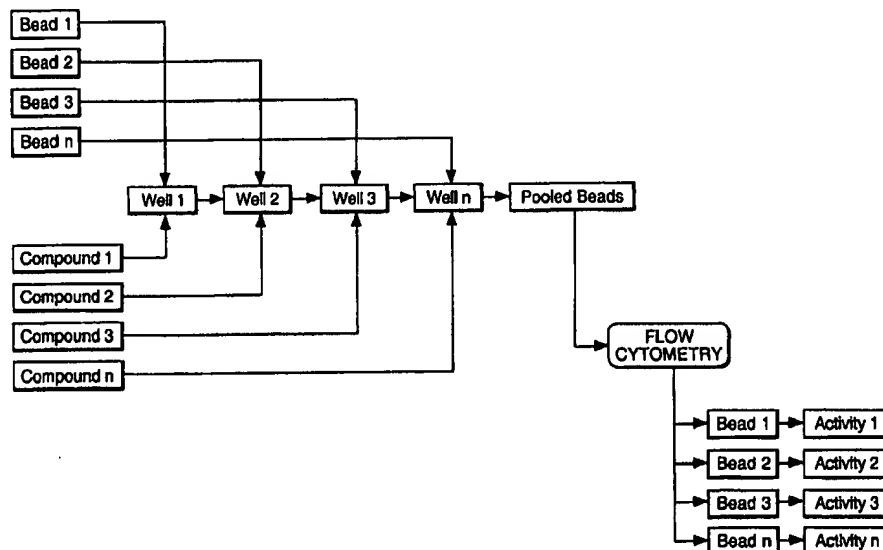 Bead 1
Bead 2
Bead 3
Bead n
Well 1
Well 2
Well 3
Well n
Pooled Beads
Compound 1
Compound 2
Compound 3
Compound n
FLOW
CYTOMETRY
Bead 1
Activity 1
Bead 2
Activity 2
Bead 3
Activity 3
Bead n
Activity n